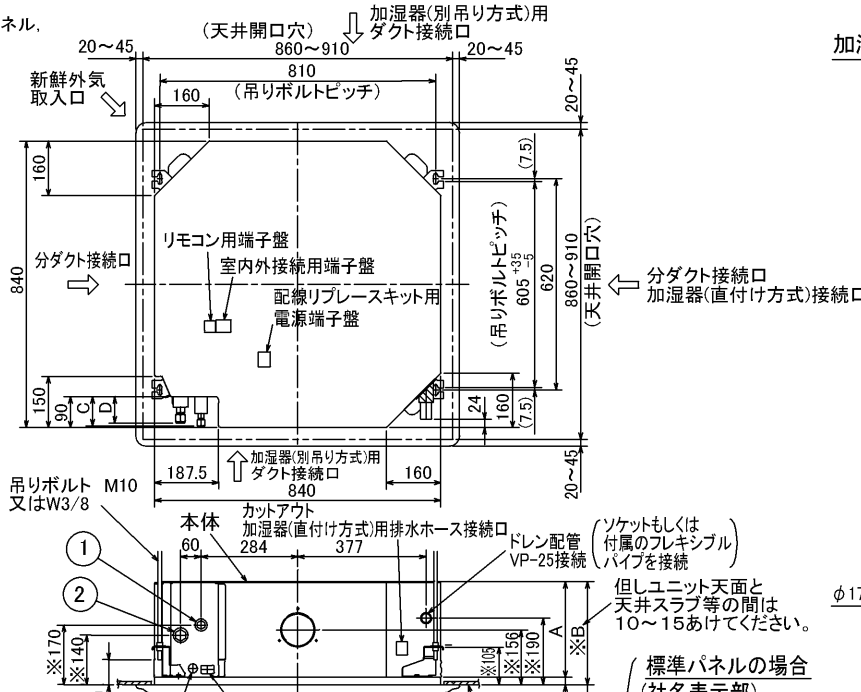 ネル,
(天井開口穴)
加湿器(別吊り方式)用
ダクト接続口
20~45
860~910
20~45
新鮮外気
取入口
810
(吊りボルトピッチ)
160
20~45
加湿
160
(7.5)
840
リモコン用端子盤
室内外接続用端子盤
分ダクト接続口
配線リプレースキット用
電源端子盤
(吊りボルトピッチ)
605 +35 -5
620
860~910
(天井開口穴)
分ダクト接続口
加湿器(直付け方式)接続口
150
90
C
D
24
160
(7.5)
加湿器(別吊り方式)用
ダクト接続口
187.5
160
840
20~45
吊りボルト M10
又はW3/8
カットアウト
本体
加湿器(直付け方式)用排水ホース接続口
ドレン配管
VP-25接続
ソケットもしくは
付属のフレキシブル
パイプを接続
1
60
284
377
2
但しユニット天面と
天井スラブ等の間は
10~15あけてください。
φ17
※170
※140
※105
※156
※190
A
※B
標準パネルの場合
(社名表示部)